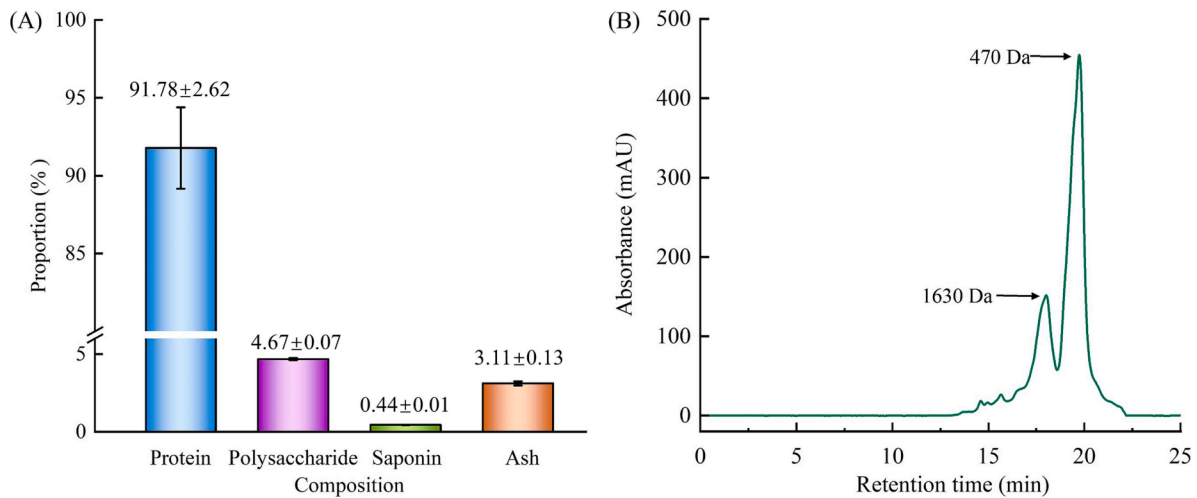 (A)
100
95
90
85
5
0
Proportion (%)
91.78±2.62
4.67±0.07
0.44±0.01
3.11±0.13
Protein Polysaccharide Saponin Ash
Composition
(B)
500
400
300
200
100
0
Absorbance (mAU)
470 Da
1630 Da
0 5 10 15 20 25
Retention time (min)